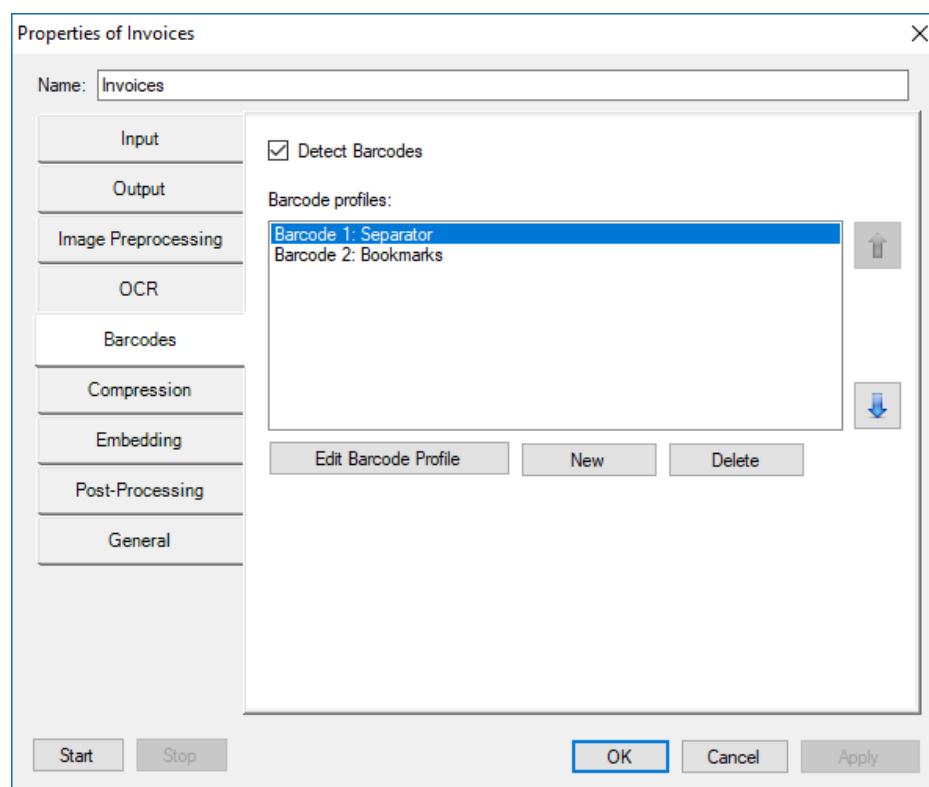 Properties of Invoices
Name: Invoices
Input
Output
Image Preprocessing
OCR
Barcodes
Compression
Embedding
Post-Processing
General
Detect Barcodes
Barcode profiles:
Barcode 1: Separator
Barcode 2: Bookmarks
Edit Barcode Profile New Delete
Start Stop OK Cancel Apply